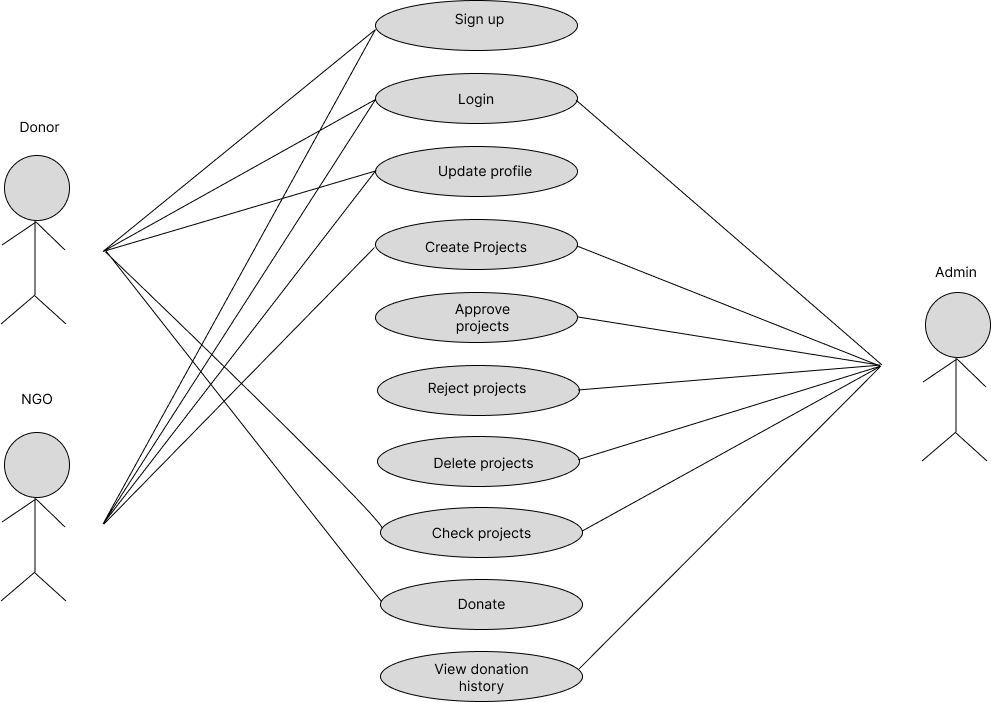 Sign up
Login
Donor
Update profile
Create Projects
Admin
Approve
projects
Reject projects
NGO
Delete projects
Check projects
Donate
View donation
history